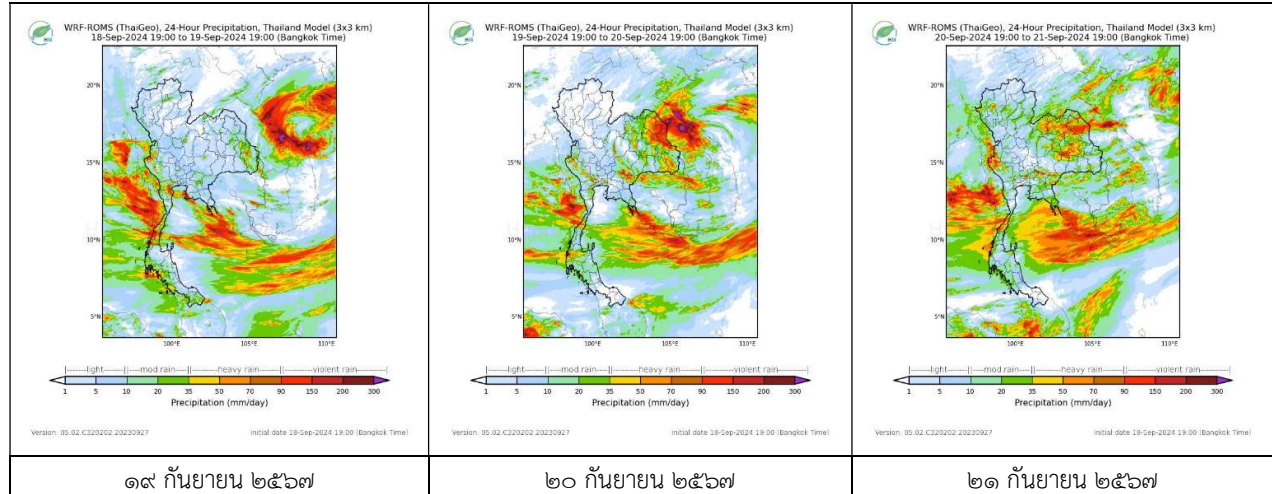 WRF-ROMS (ThaiGeo), 24-Hour Precipitation, Thailand Model (3x3 km)
18-Sep-2024 19:00 to 19-Sep-2024 19:00 (Bangkok Time)
20°N
15°N
10°N
5°N
100°E 105°E 110°E
|--------light--------||----mod rain----||--------heavy rain--------||-------violent rain-------|
1 5 10 20 35 50 70 90 150 200 300
Precipitation (mm/day)
Version: 05.02.C320202.20230927 initial date 18-Sep-2024 19:00 (Bangkok Time)
๑๙ กันยายน ๒๕๖๗
WRF-ROMS (ThaiGeo), 24-Hour Precipitation, Thailand Model (3x3 km)
19-Sep-2024 19:00 to 20-Sep-2024 19:00 (Bangkok Time)
20°N
15°N
10°N
5°N
100°E 105°E 110°E
|--------light--------||----mod rain----||--------heavy rain--------||-------violent rain-------|
1 5 10 20 35 50 70 90 150 200 300
Precipitation (mm/day)
Version: 05.02.C320202.20230927 initial date 18-Sep-2024 19:00 (Bangkok Time)
๒๐ กันยายน ๒๕๖๗
WRF-ROMS (ThaiGeo), 24-Hour Precipitation, Thailand Model (3x3 km)
20-Sep-2024 19:00 to 21-Sep-2024 19:00 (Bangkok Time)
20°N
15°N
10°N
5°N
100°E 105°E 110°E
|--------light--------||----mod rain----||--------heavy rain--------||-------violent rain-------|
1 5 10 20 35 50 70 90 150 200 300
Precipitation (mm/day)
Version: 05.02.C320202.20230927 initial date 18-Sep-2024 19:00 (Bangkok Time)
๒๑ กันยายน ๒๕๖๗